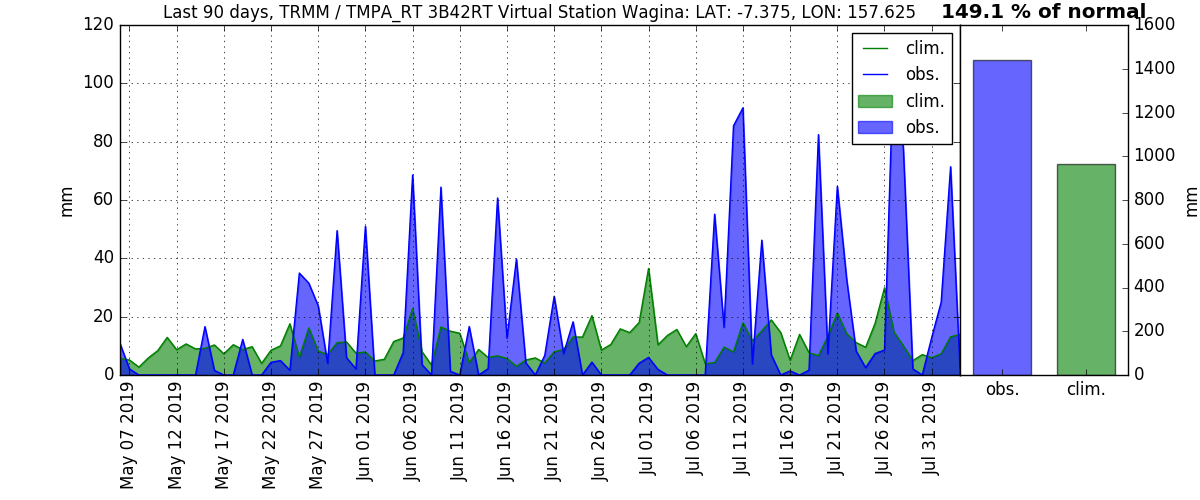 Last 90 days, TRMM / TMPA_RT 3B42RT Virtual Station Wagina: LAT: -7.375, LON: 157.625
149.1 % of normal
120
100
80
60
40
20
0
mm
clim.
obs.
clim.
obs.
1600
1400
1200
1000
800
600
400
200
0
mm
May 07 2019
May 12 2019
May 17 2019
May 22 2019
May 27 2019
Jun 01 2019
Jun 06 2019
Jun 11 2019
Jun 16 2019
Jun 21 2019
Jun 26 2019
Jul 01 2019
Jul 06 2019
Jul 11 2019
Jul 16 2019
Jul 21 2019
Jul 26 2019
Jul 31 2019
obs.
clim.